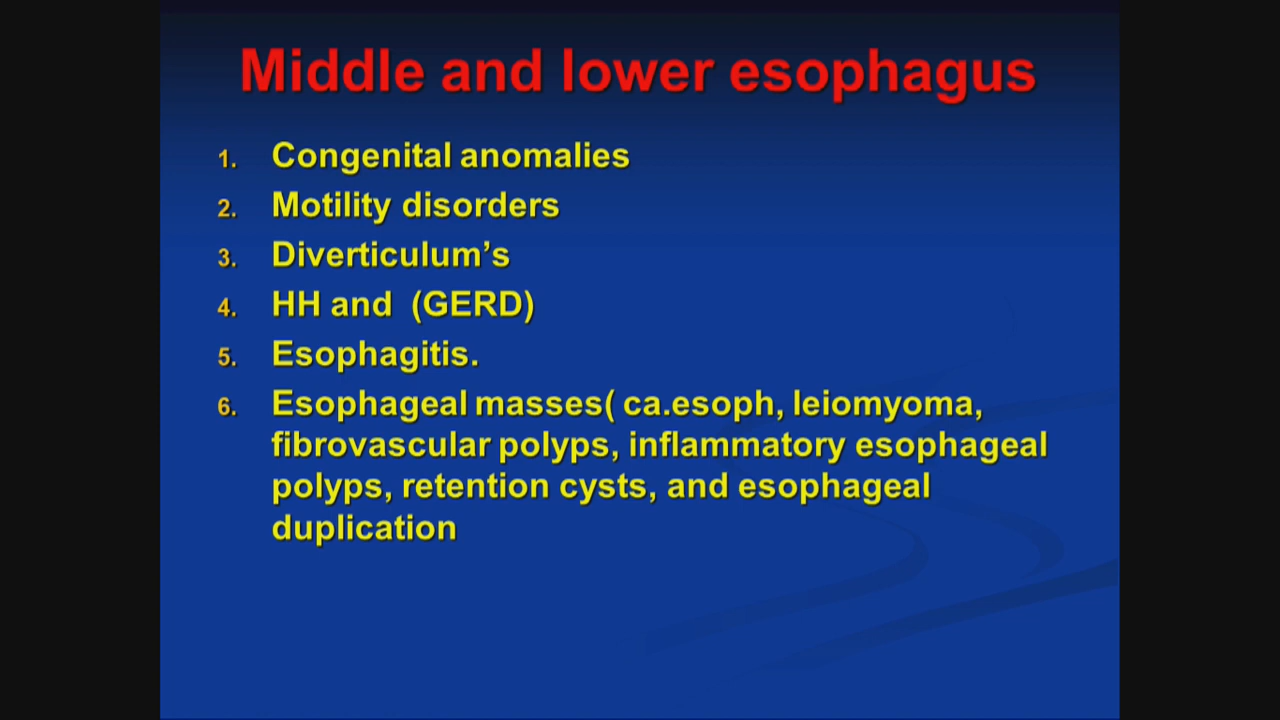 Middle and lower esophagus
1. Congenital anomalies
2. Motility disorders
3. Diverticulum’s
4. HH and (GERD)
5. Esophagitis.
6. Esophageal masses( ca.esoph, leiomyoma,
fibrovascular polyps, inflammatory esophageal
polyps, retention cysts, and esophageal
duplication